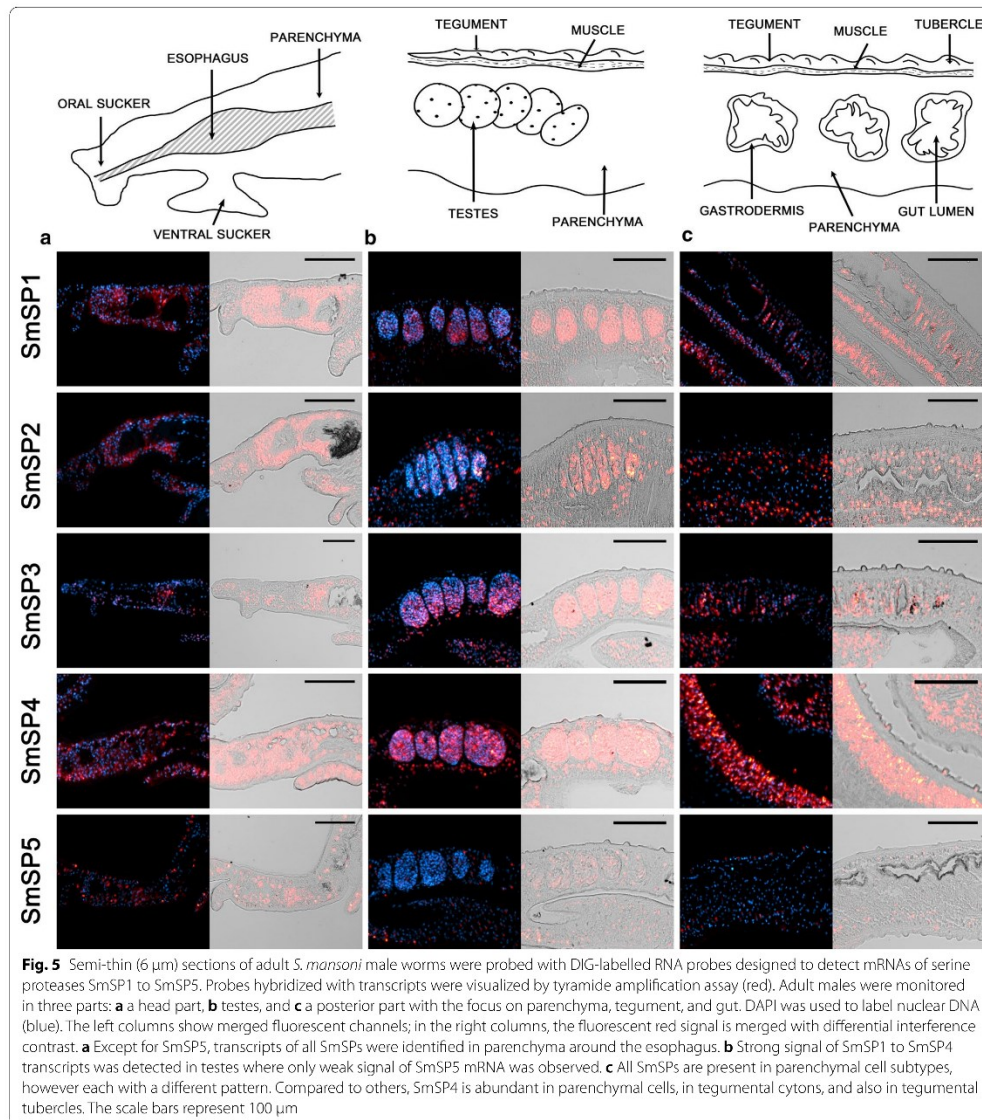 PARENCHYMA
ESOPHAGUS
ORAL SUCKER
VENTRAL SUCKER
TEGUMENT
MUSCLE
TESTES
PARENCHYMA
TEGUMENT
MUSCLE
TUBERCLE
GASTRODERMIS
PARENCHYMA
GUT LUMEN
a
b
c
SmSP1
SmSP2
SmSP3
SmSP4
SmSP5
Fig. 5 Semi-thin (6 μm) sections of adult S. mansoni male worms were probed with DIG-labelled RNA probes designed to detect mRNAs of serine
proteases SmSP1 to SmSP5. Probes hybridized with transcripts were visualized by tyramide amplification assay (red). Adult males were monitored
in three parts: a a head part, b testes, and c a posterior part with the focus on parenchyma, tegument, and gut. DAPI was used to label nuclear DNA
(blue). The left columns show merged fluorescent channels; in the right columns, the fluorescent red signal is merged with differential interference
contrast. a Except for SmSP5, transcripts of all SmSPs were identified in parenchyma around the esophagus. b Strong signal of SmSP1 to SmSP4
transcripts was detected in testes where only weak signal of SmSP5 mRNA was observed. c All SmSPs are present in parenchymal cell subtypes,
however each with a different pattern. Compared to others, SmSP4 is abundant in parenchymal cells, in tegumental cytons, and also in tegumental
tubercles. The scale bars represent 100 μm